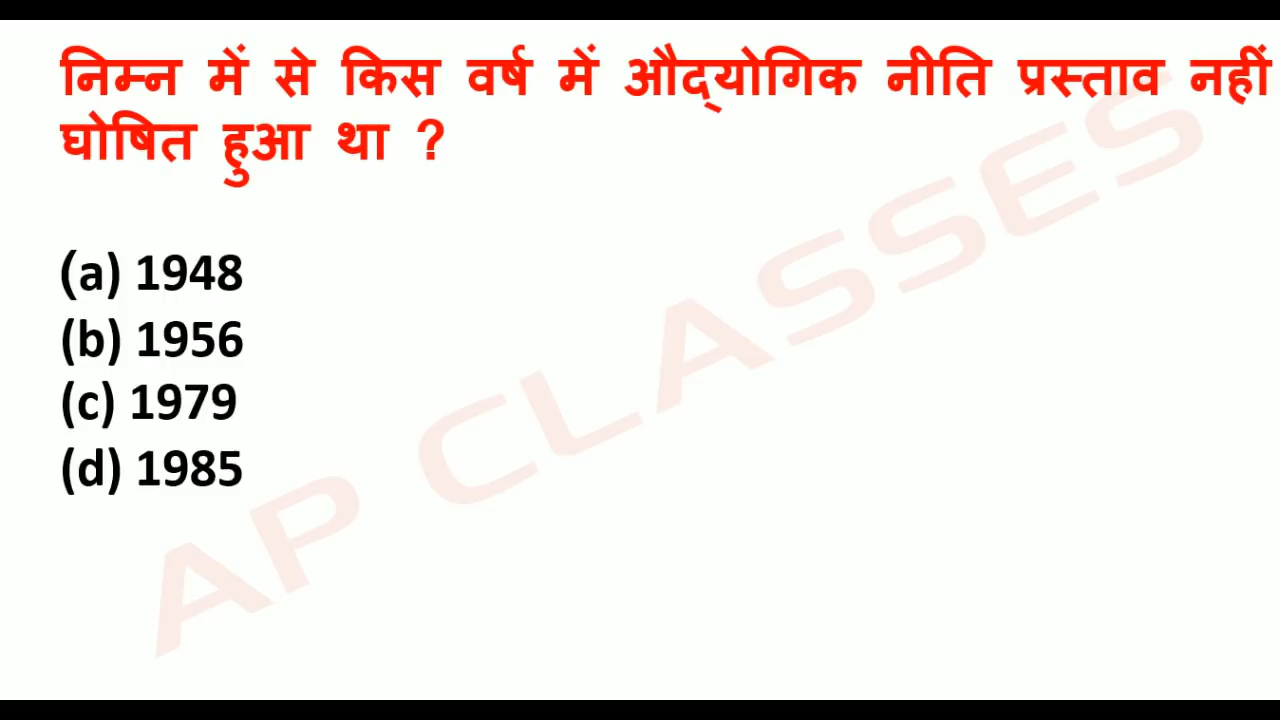 निम्न में से किस वर्ष में औद्योगिक नीति प्रस्ताव नहीं
घोषित हुआ था ?
(a) 1948
(b) 1956
(c) 1979
(d) 1985
AP CLASSES